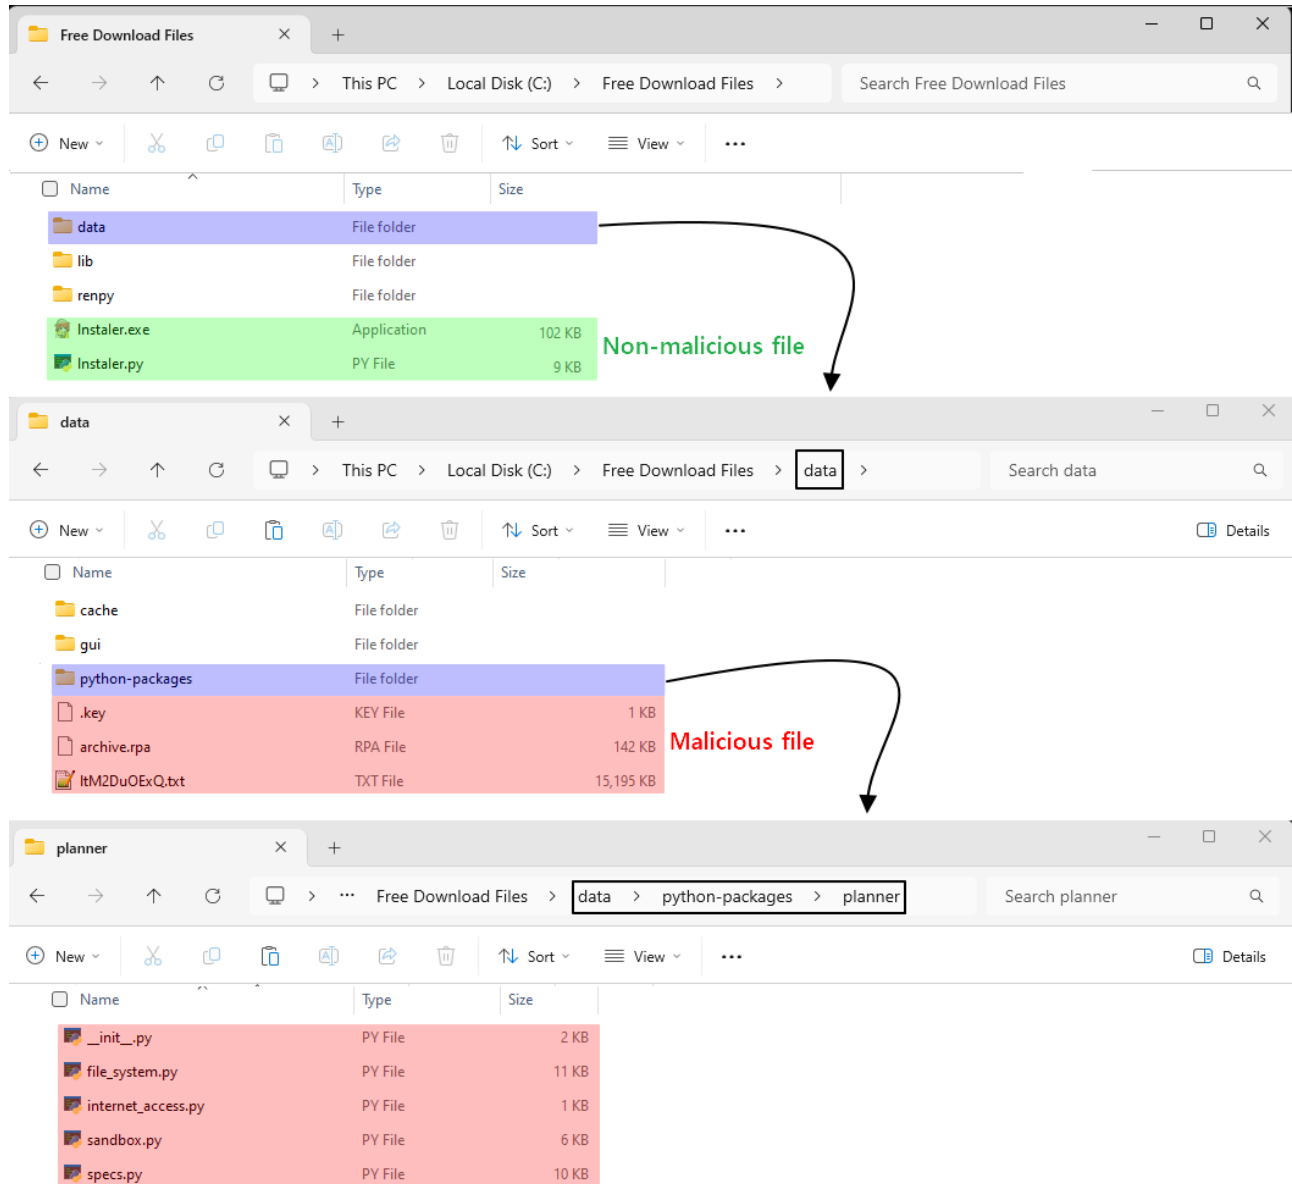 Free Download Files
This PC > Local Disk (C:) > Free Download Files > Search Free Download Files
New Sort View
Name Type Size
data File folder
lib File folder
renpy File folder
Instaler.exe Application 102 KB
Instaler.py PY File 9 KB
Non-malicious file
data
This PC > Local Disk (C:) > Free Download Files > data > Search data
New Sort View Details
Name Type Size
cache File folder
gui File folder
python-packages File folder
.key KEY File 1 KB
archive.rpa RPA File 142 KB
Malicious file
ltM2DuOExQ.txt TXT File 15,195 KB
planner
Free Download Files > data > python-packages > planner Search planner
New Sort View Details
Name Type Size
__init__.py PY File 2 KB
file_system.py PY File 11 KB
internet_access.py PY File 1 KB
sandbox.py PY File 6 KB
specs.py PY File 10 KB